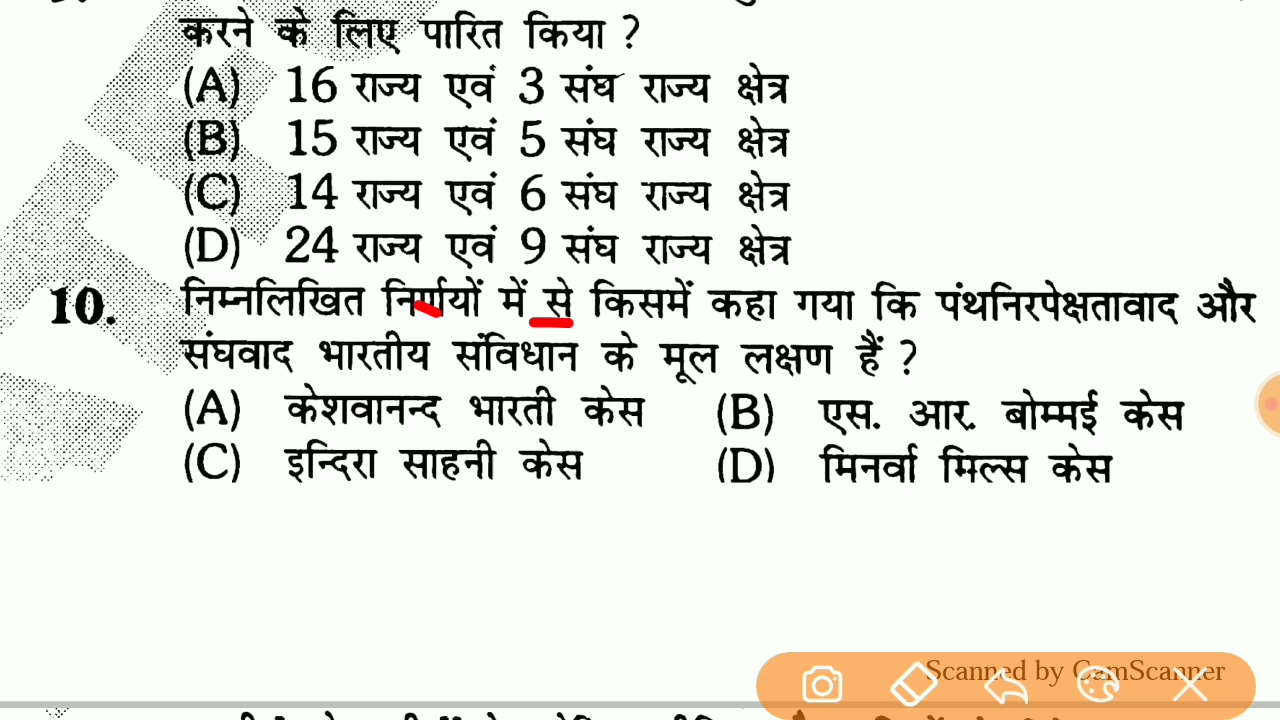 करने के लिए पारित किया ?
(A) 16 राज्य एवं 3 संघ राज्य क्षेत्र
(B) 15 राज्य एवं 5 संघ राज्य क्षेत्र
(C) 14 राज्य एवं 6 संघ राज्य क्षेत्र
(D) 24 राज्य एवं 9 संघ राज्य क्षेत्र
10. निम्नलिखित निर्णयों में से किसमें कहा गया कि पंथनिरपेक्षतावाद और
संघवाद भारतीय संविधान के मूल लक्षण हैं ?
(A) केशवानन्द भारती केस (B) एस. आर. बोम्मई केस
(C) इन्दिरा साहनी केस (D) मिनर्वा मिल्स केस
Scanned by CamScanner